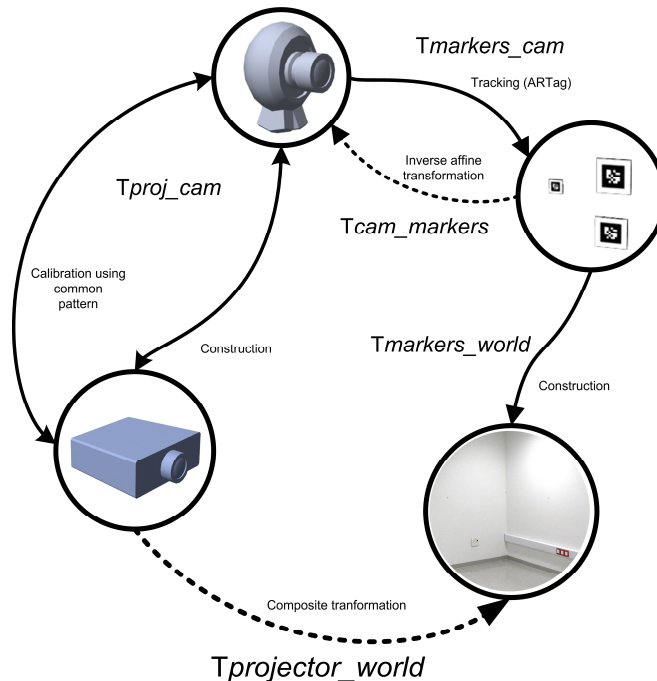 Tmarkers_cam
Tracking (ARTag)
Inverse affine
transformation
Tproj_cam
Tcam_markers
Calibration using
common
pattern
Tmarkers_world
Construction
Construction
Composite tranformation
Tprojector_world